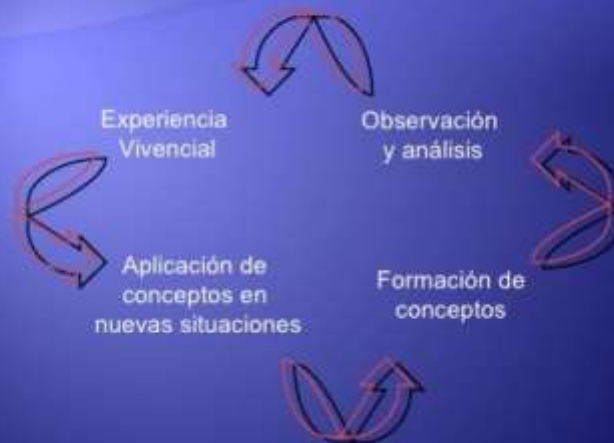 Experiencia
Vivencial
Observación
y análisis
Aplicación de
conceptos en
nuevas situaciones
Formación de
conceptos